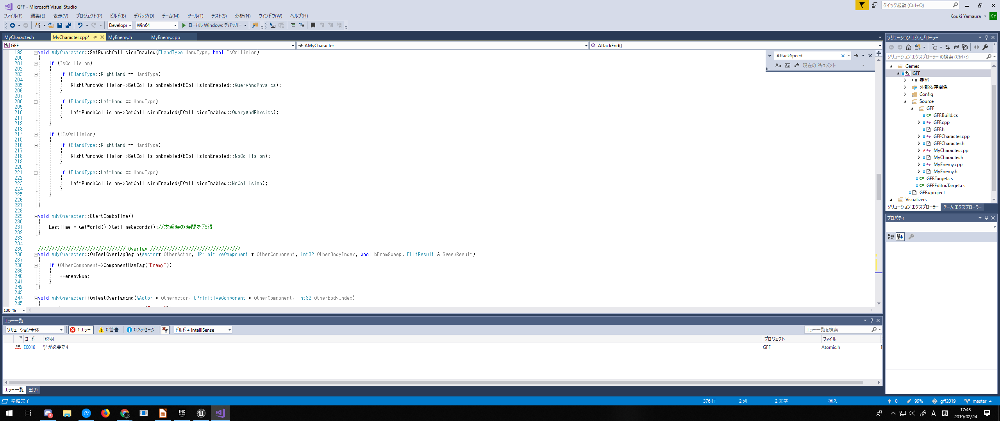 GFF - Microsoft Visual Studio
クイック起動 (Ctrl+Q)
ファイル(F) 編集(E) 表示(V) プロジェクト(P) ビルド(B) デバッグ(D) チーム(M) ツール(T) テスト(S) 分析(N) ウィンドウ(W) ヘルプ(H)
Kouki Yamaura KY
Develop Win64 ローカル Windows デバッガー
MyCharacter.h MyCharacter.cpp* MyEnemy.h MyEnemy.cpp
GFF AMyCharacter AttackEnd()
AttackSpeed
Aa 現在のドキュメント
199 void AMyCharacter::SetPunchCollisionEnabled(EHandType HandType, bool IsCollision)
200 {
201 if (IsCollision)
202 {
203 if (EHandType::RightHand == HandType)
204 {
205 RightPunchCollision->SetCollisionEnabled(ECollisionEnabled::QueryAndPhysics);
206 }
207
208 if (EHandType::LeftHand == HandType)
209 {
210 LeftPunchCollision->SetCollisionEnabled(ECollisionEnabled::QueryAndPhysics);
211 }
212 }
213
214 if (!IsCollision)
215 {
216 if (EHandType::RightHand == HandType)
217 {
218 RightPunchCollision->SetCollisionEnabled(ECollisionEnabled::NoCollision);
219 }
220
221 if (EHandType::LeftHand == HandType)
222 {
223 LeftPunchCollision->SetCollisionEnabled(ECollisionEnabled::NoCollision);
224 }
225 }
226
227 }
228
229 void AMyCharacter::StartComboTime()
230 {
231 LastTime = GetWorld()->GetTimeSeconds();//攻撃時の時間を取得
232 }
233
234
235 //////////////////////////////// Overlap /////////////////////////////////
236 void AMyCharacter::OnTestOverlapBegin(AActor* OtherActor, UPrimitiveComponent * OtherComponent, int32 OtherBodyIndex, bool bFromSweep, FHitResult & SweepResult)
237 {
238 if (OtherComponent->ComponentHasTag("Enemy"))
239 {
240 ++enemyNum;
241 }
242 }
243
244 void AMyCharacter::OnTestOverlapEnd(AActor * OtherActor, UPrimitiveComponent * OtherComponent, int32 OtherBodyIndex)
245 {
100 %
ソリューション エクスプローラー
ソリューション エクスプローラー の検索 (Ctrl+:)
Games
GFF
参照
外部依存関係
Config
Source
GFF
GFF.Build.cs
GFF.cpp
GFF.h
GFFCharacter.cpp
GFFCharacter.h
MyCharacter.cpp
MyCharacter.h
MyEnemy.cpp
MyEnemy.h
GFF.Target.cs
GFFEditor.Target.cs
GFF.uproject
Visualizers
ソリューション エクスプローラー チーム エクスプローラー
プロパティ
エラー一覧
ソリューション全体 1 エラー 0 警告 0 メッセージ ビルド + IntelliSense エラー一覧を検索
コード 説明 プロジェクト ファイル
abc E0018 ')' が必要です GFF Atomic.h 1
エラー一覧 出力
準備完了 376 行 2 列 2 文字 挿入 0 99% gff2019 master
5 EPIC GAMES A
17:45
2019/02/24